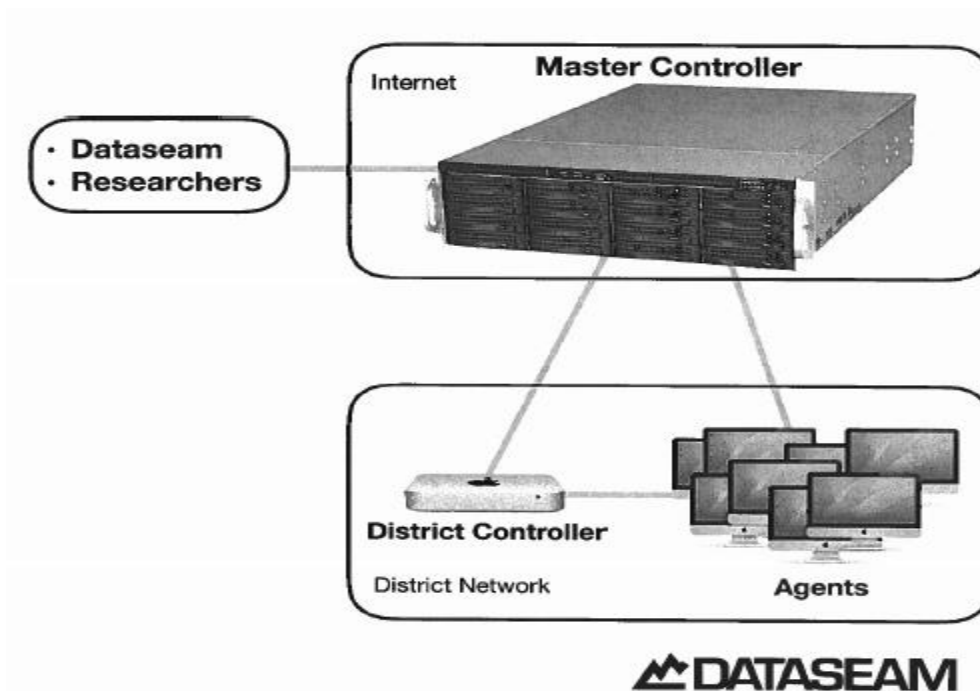 Master Controller
Internet
• Dataseam
• Researchers
District Controller
District Network
Agents
DATASEAM